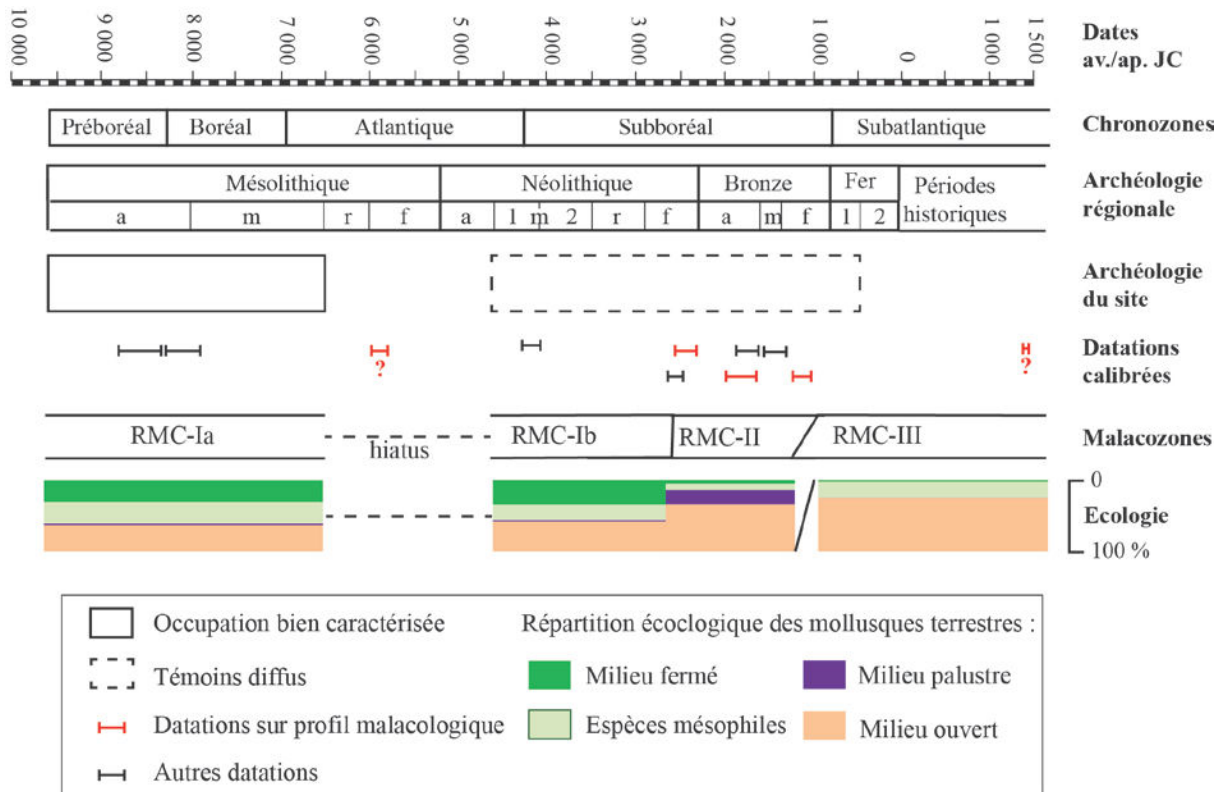 10 000 9 000 8 000 7 000 6 000 5 000 4 000 3 000 2 000 1 000 0 1 000 1 500
Dates
av./ap. JC
Préboréal Boréal Atlantique Subboréal Subatlantique
Chronozones
Mésolithique Néolithique Bronze Fer
a m r f a 1 m 2 r f a m f 1 2
Périodes
historiques
Archéologie
régionale
Archéologie
du site
? ?
Datations
calibrées
RMC-Ia hiatus RMC-Ib RMC-II RMC-III
Malacozones
0
Ecologie
100 %
Occupation bien caractérisée
Témoins diffus
Datations sur profil malacologique
Autres datations
Répartition écoclogique des mollusques terrestres :
Milieu fermé
Milieu palustre
Espèces mésophiles
Milieu ouvert